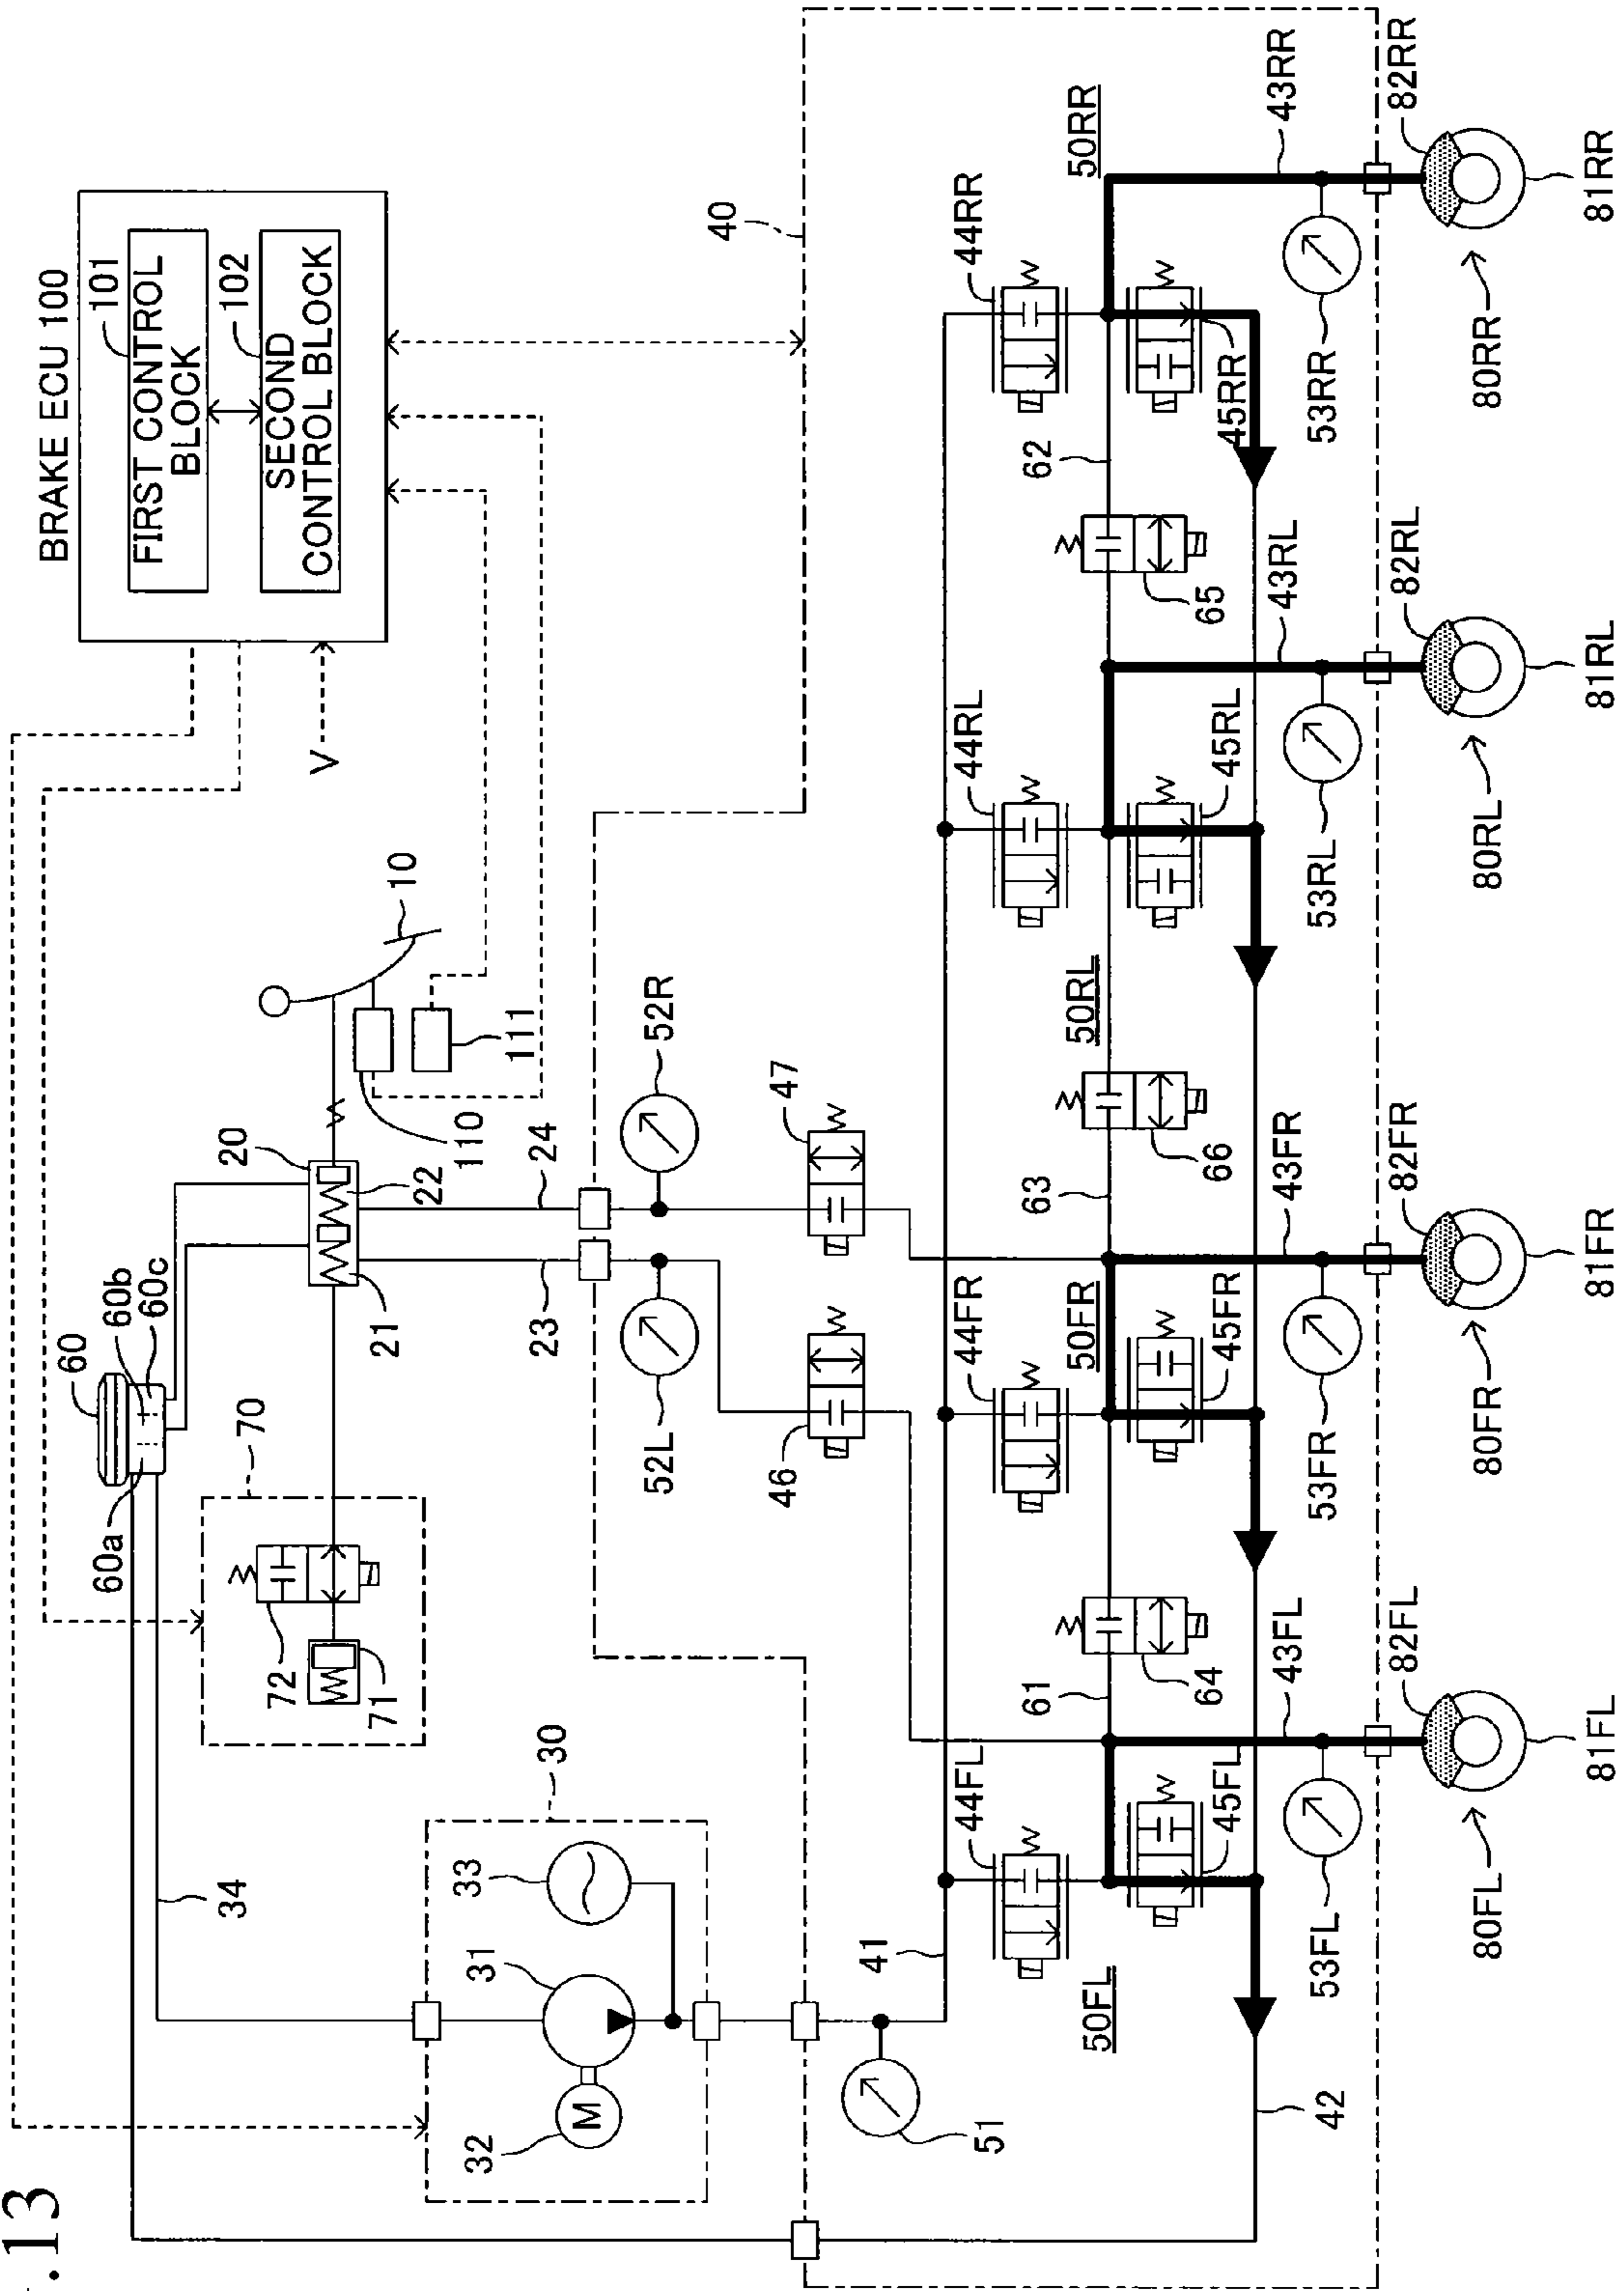 .13
BRAKE ECU 100
101
FIRST CONTROL
BLOCK
102
SECOND
CONTROL BLOCK
V
60
60b
60c
60a
70
72
71
20
22
21
10
110
111
23
24
34
30
33
31
32
M
40
52L
52R
46
47
41
51
42
44FL
44FR
44RL
44RR
50FL
50FR
50RL
50RR
45FL
45FR
45RL
45RR
61
64
63
66
62
65
43FL
43FR
43RL
43RR
53FL
53FR
53RL
53RR
82FL
82FR
82RL
82RR
80FL
80FR
80RL
80RR
81FL
81FR
81RL
81RR